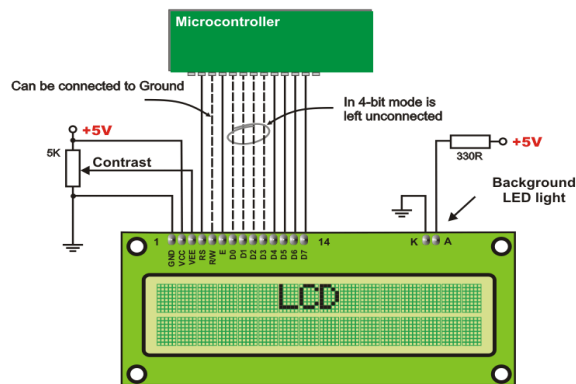 Microcontroller
Can be connected to Ground
In 4-bit mode is
left unconnected
+5V
5K
Contrast
+5V
330R
Background
LED light
1
14
K
A
GND
VCC
VEE
RS
R/W
E
D0
D1
D2
D3
D4
D5
D6
D7
LCD